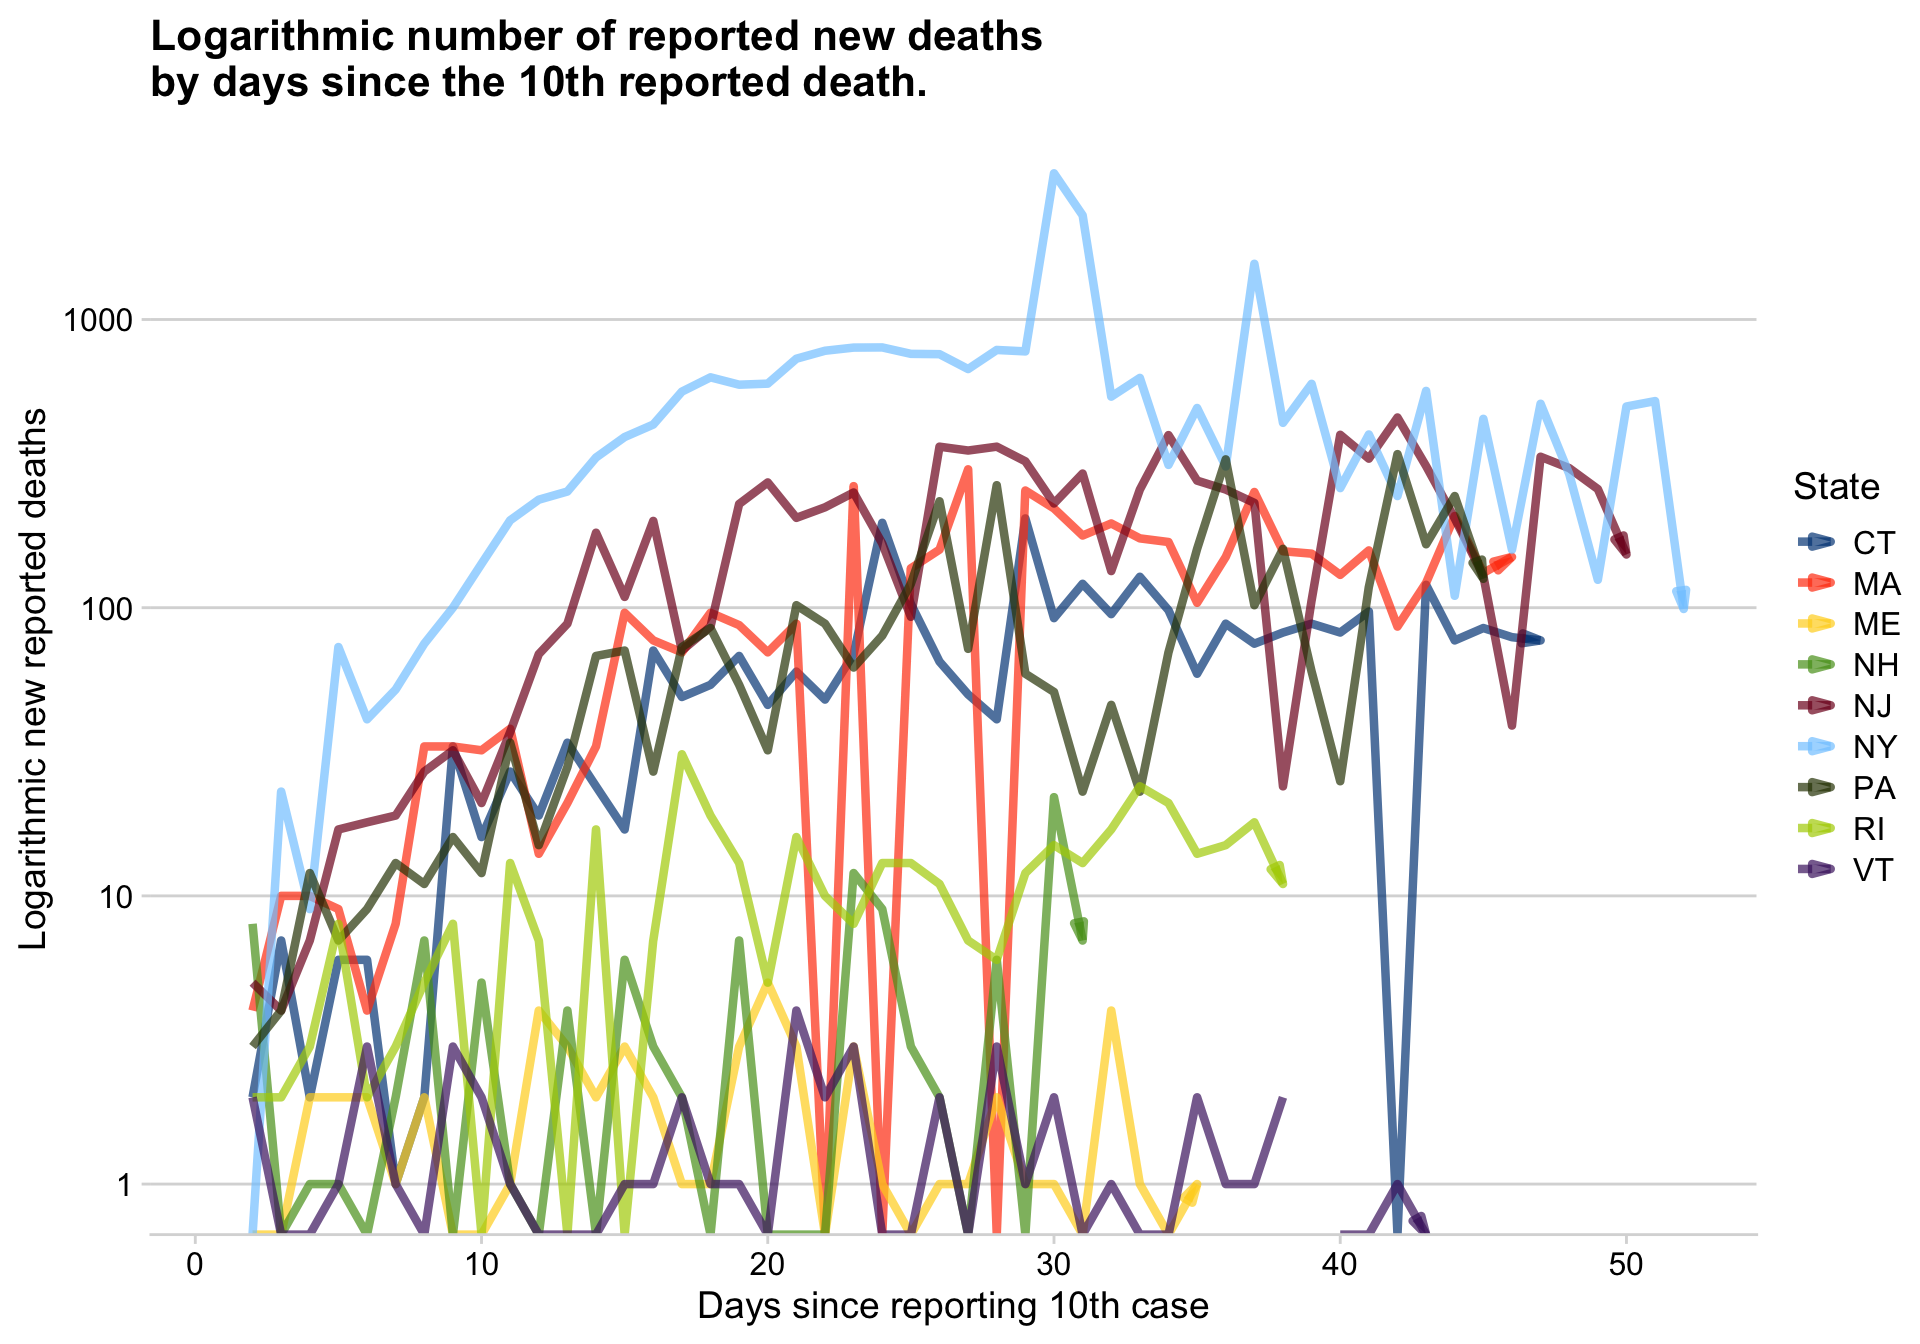 Logarithmic number of reported new deaths
by days since the 10th reported death.
Logarithmic new reported deaths
1000
100
10
1
0 10 20 30 40 50
Days since reporting 10th case
State
CT
MA
ME
NH
NJ
NY
PA
RI
VT